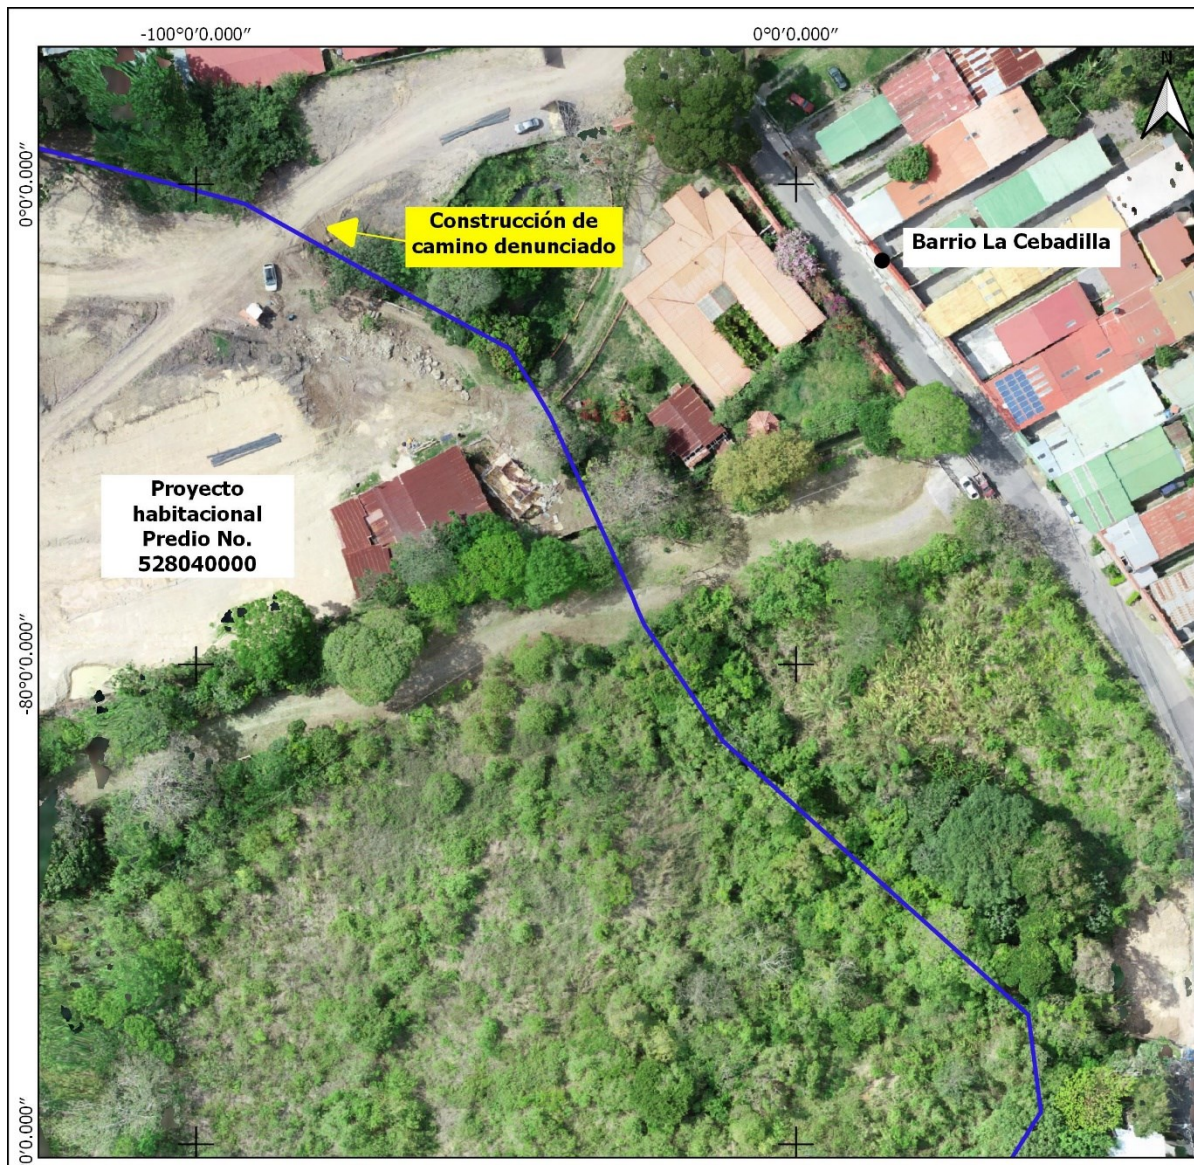 -100°0'0.000"
0°0'0.000"
N
0°0'0.000"
Construcción de
camino denunciado
Barrio La Cebadilla
Proyecto
habitacional
Predio No.
528040000
-80°0'0.000"
0'0.000"